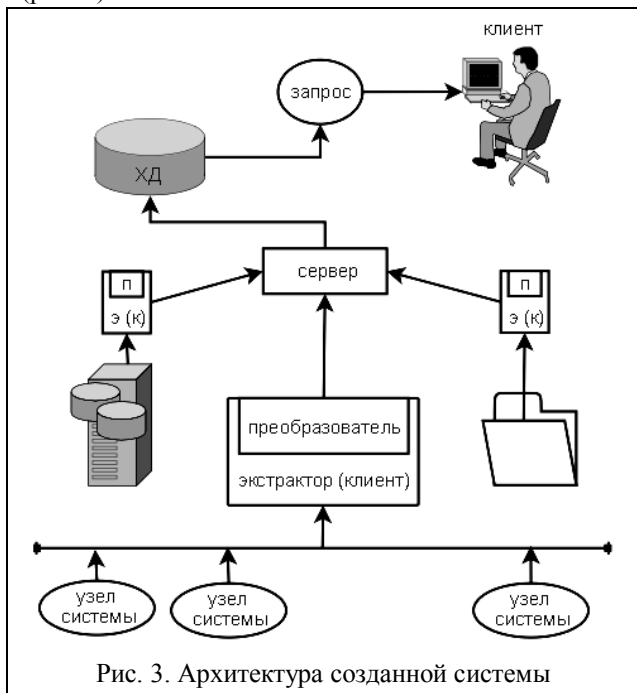 клиент
запрос
ХД
сервер
п
э (к)
п
э (к)
преобразователь
экстрактор (клиент)
узел
системы
узел
системы
узел
системы
Рис. 3. Архитектура созданной системы